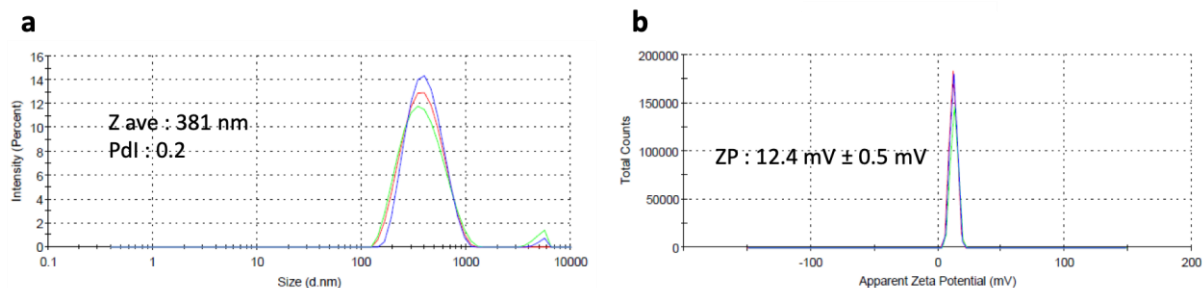 a
16
14
12
10
8
6
4
2
0
0.1 1 10 100 1000 10000
Intensity (Percent)
Size (d.nm)
Z ave : 381 nm
PdI : 0.2
b
200000
150000
100000
50000
0
-100 0 100 200
Total Counts
Apparent Zeta Potential (mV)
ZP : 12.4 mV ± 0.5 mV